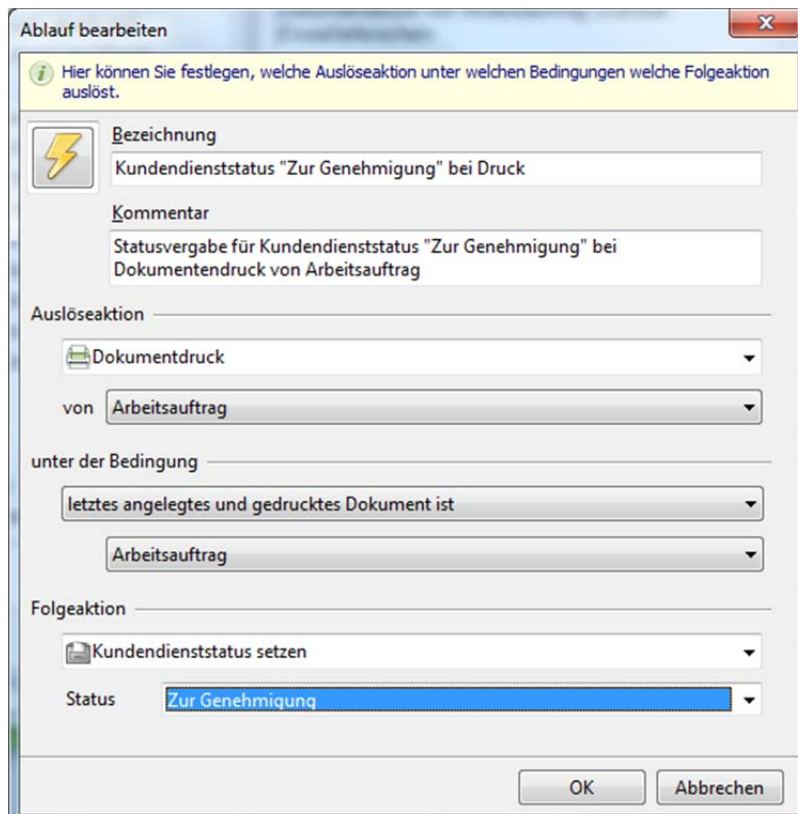 Ablauf bearbeiten
Hier können Sie festlegen, welche Auslöseaktion unter welchen Bedingungen welche Folgeaktion
auslöst.
Bezeichnung
Kundendienststatus "Zur Genehmigung" bei Druck
Kommentar
Statusvergabe für Kundendienststatus "Zur Genehmigung" bei
Dokumentendruck von Arbeitsauftrag
Auslöseaktion
Dokumentdruck
von Arbeitsauftrag
unter der Bedingung
letztes angelegtes und gedrucktes Dokument ist
Arbeitsauftrag
Folgeaktion
Kundendienststatus setzen
Status Zur Genehmigung
OK Abbrechen